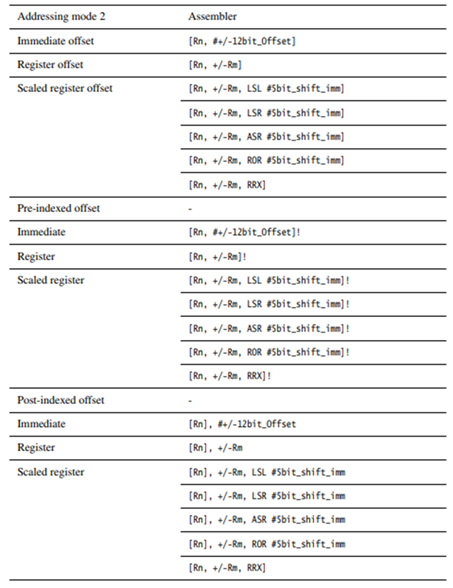 Addressing mode 2 Assembler
Immediate offset [Rn, #+/-12bit_Offset]
Register offset [Rn, +/-Rm]
Scaled register offset [Rn, +/-Rm, LSL #5bit_shift_imm]
[Rn, +/-Rm, LSR #5bit_shift_imm]
[Rn, +/-Rm, ASR #5bit_shift_imm]
[Rn, +/-Rm, ROR #5bit_shift_imm]
[Rn, +/-Rm, RRX]
Pre-indexed offset -
Immediate [Rn, #+/-12bit_Offset]!
Register [Rn, +/-Rm]!
Scaled register [Rn, +/-Rm, LSL #5bit_shift_imm]!
[Rn, +/-Rm, LSR #5bit_shift_imm]!
[Rn, +/-Rm, ASR #5bit_shift_imm]!
[Rn, +/-Rm, ROR #5bit_shift_imm]!
[Rn, +/-Rm, RRX]!
Post-indexed offset -
Immediate [Rn], #+/-12bit_Offset
Register [Rn], +/-Rm
Scaled register [Rn], +/-Rm, LSL #5bit_shift_imm
[Rn], +/-Rm, LSR #5bit_shift_imm
[Rn], +/-Rm, ASR #5bit_shift_imm
[Rn], +/-Rm, ROR #5bit_shift_imm
[Rn], +/-Rm, RRX]